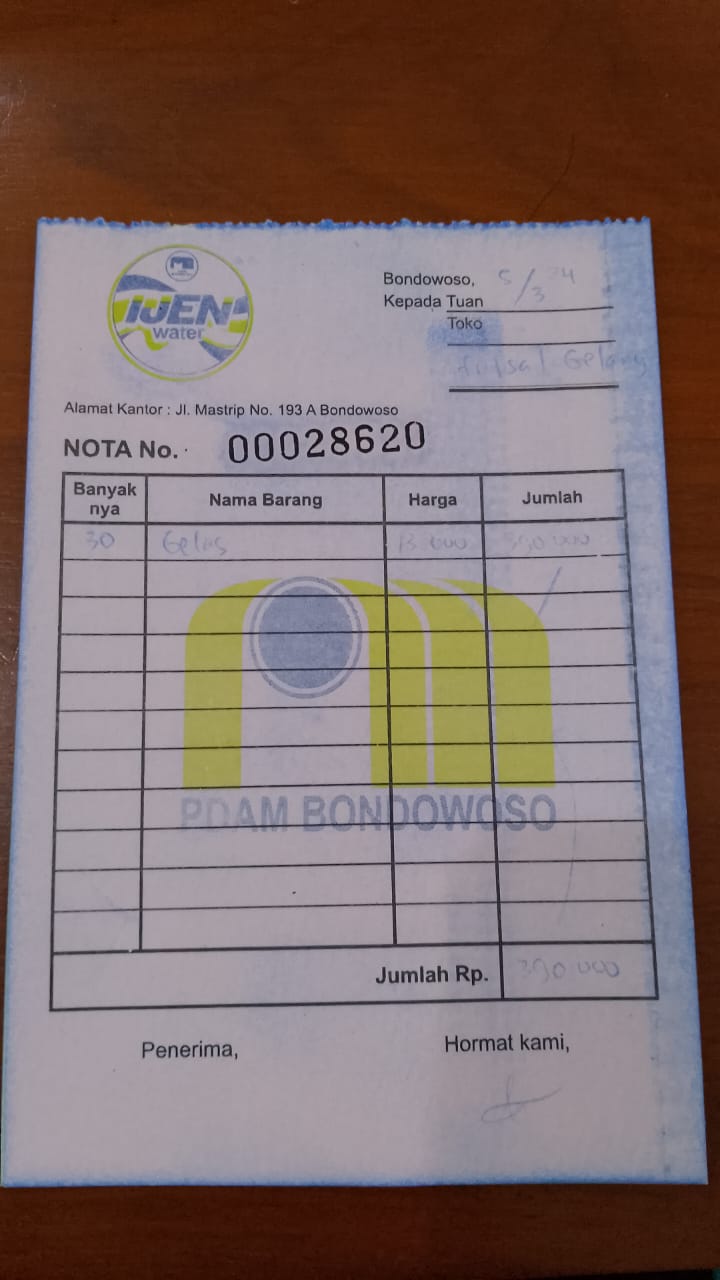 IJEN
water
Bondowoso, 5/3 24
Kepada Tuan
Toko
Futsal Gelang
Alamat Kantor : Jl. Mastrip No. 193 A Bondowoso
NOTA No. 00028620
Banyak nya Nama Barang Harga Jumlah
30 Gelas 13 000 390 000
PDAM BONDOWOSO
Jumlah Rp. 390 000
Penerima, Hormat kami,